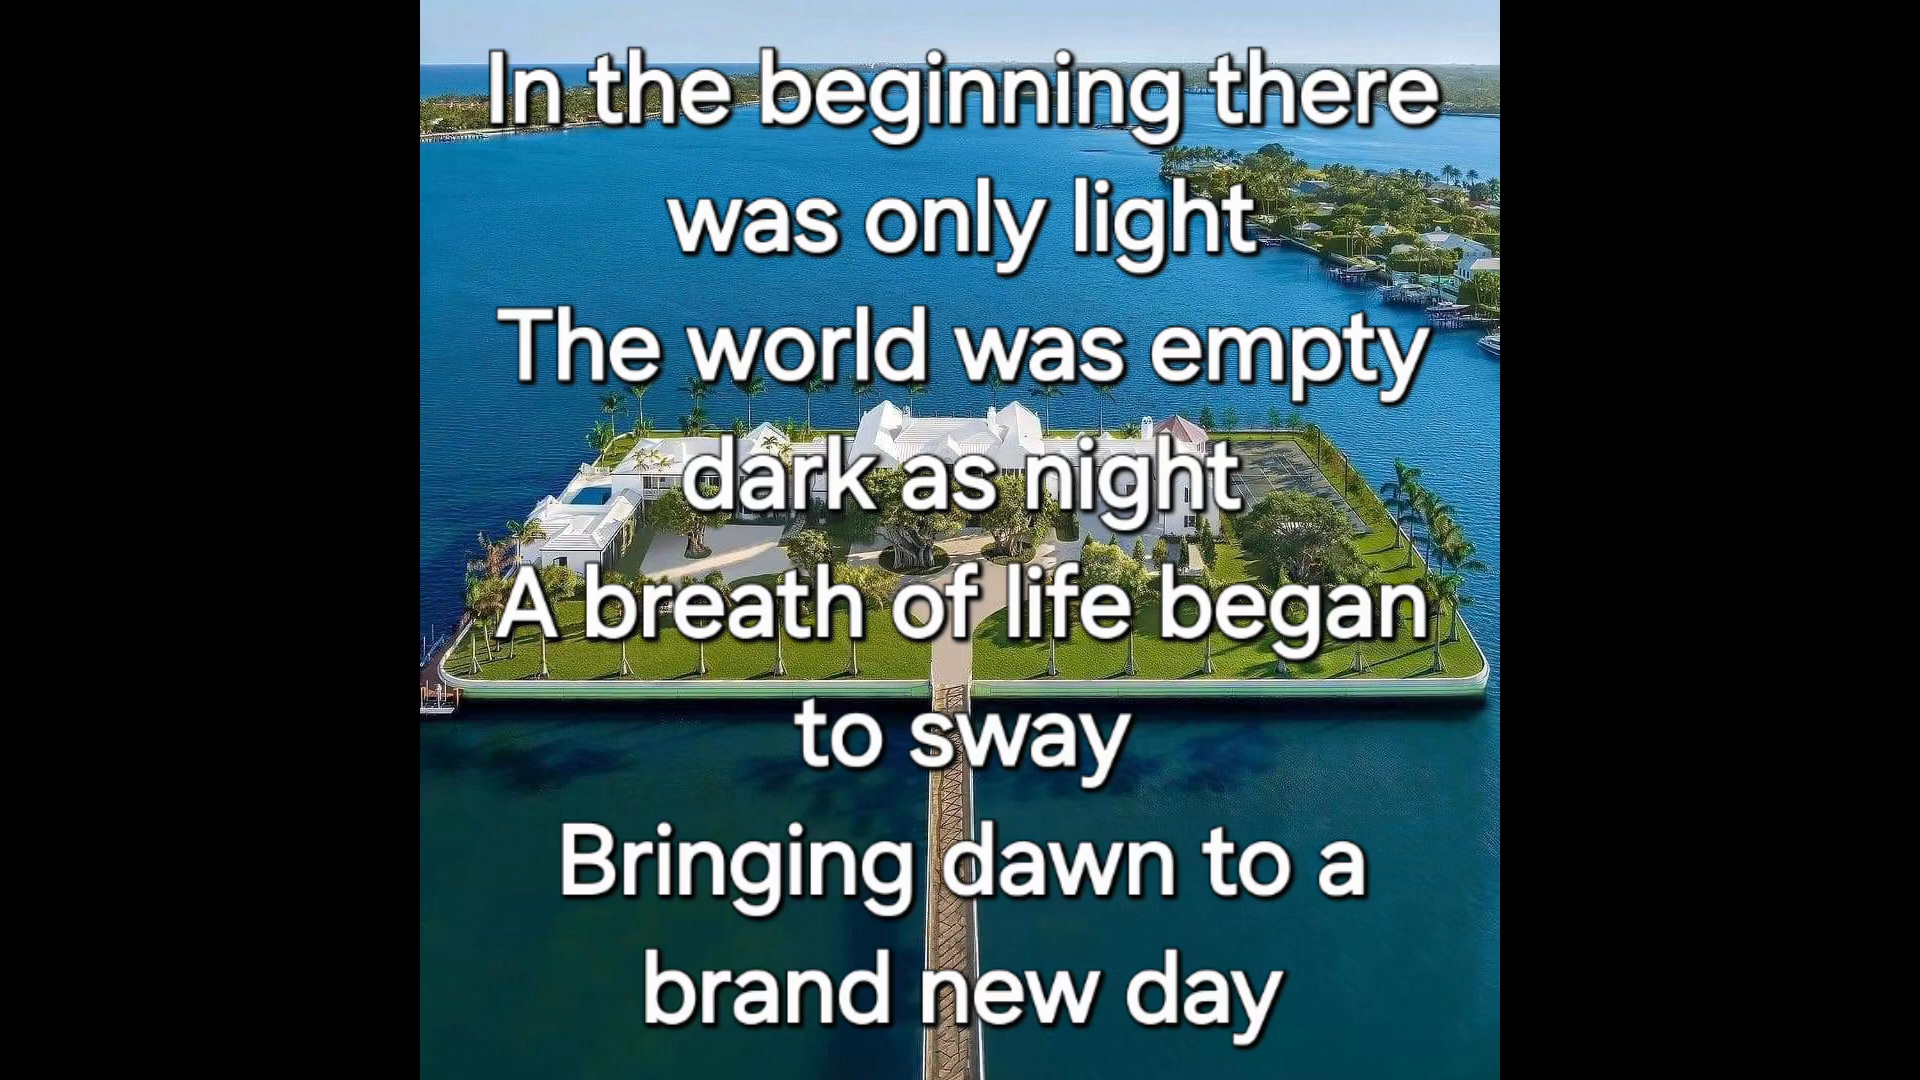 In the beginning there
was only light
The world was empty
dark as night
A breath of life began
to sway
Bringing dawn to a
brand new day